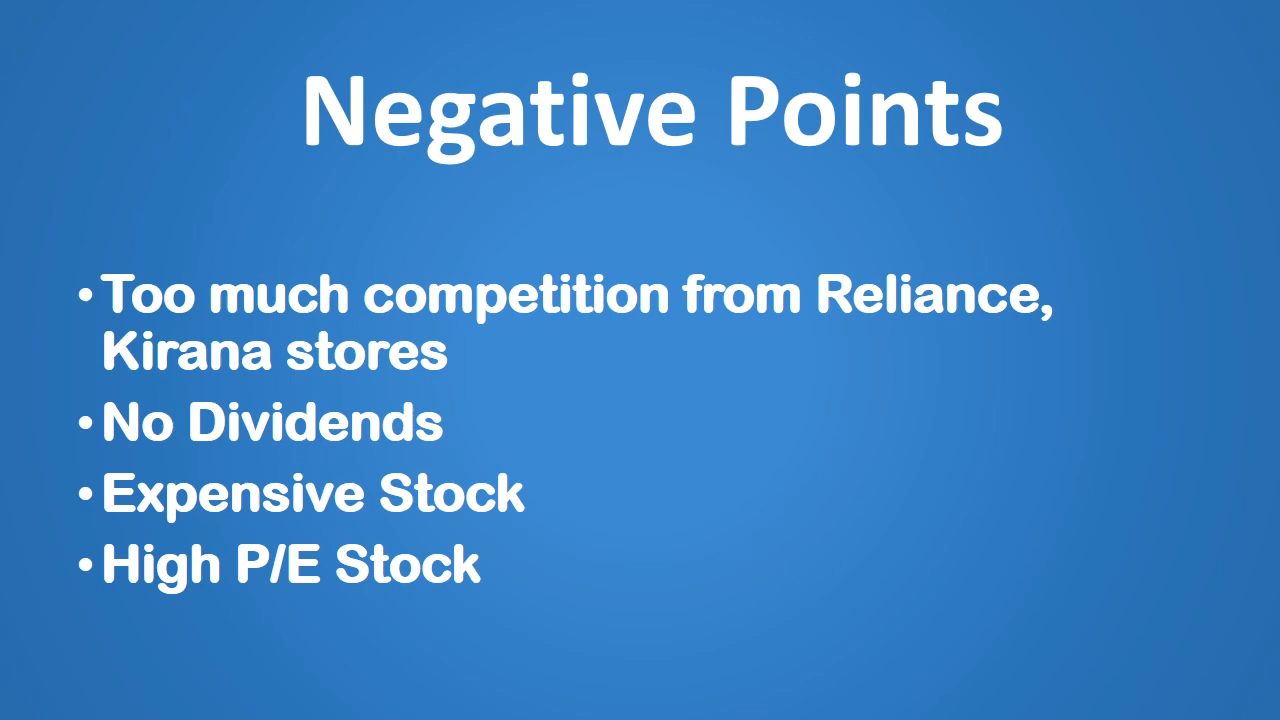 Negative Points
• Too much competition from Reliance,
Kirana stores
• No Dividends
• Expensive Stock
• High P/E Stock